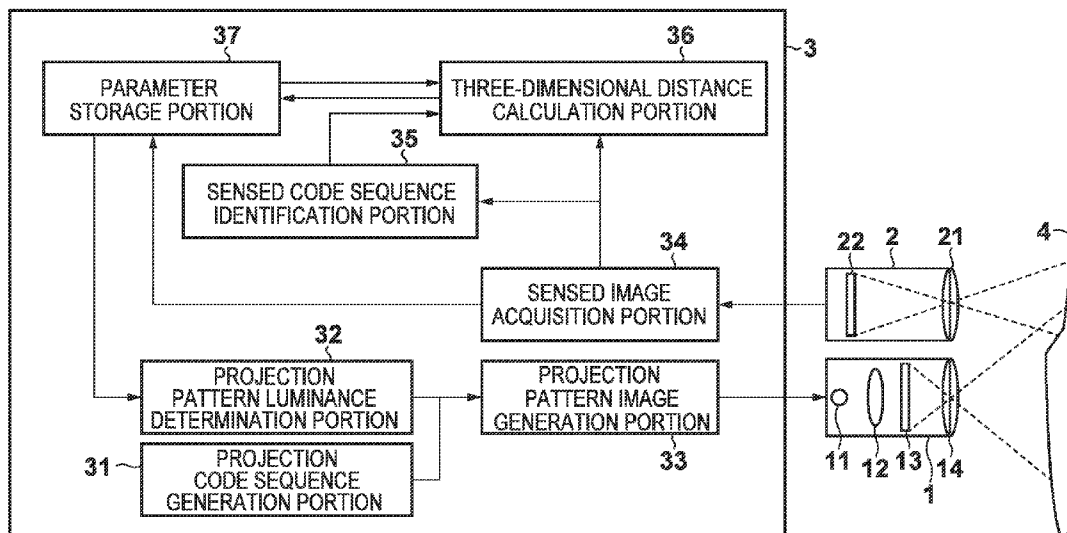 37
PARAMETER
STORAGE PORTION
36
THREE-DIMENSIONAL DISTANCE
CALCULATION PORTION
3
35
SENSED CODE SEQUENCE
IDENTIFICATION PORTION
34
SENSED IMAGE
ACQUISITION PORTION
22
2
21
4
32
PROJECTION
PATTERN LUMINANCE
DETERMINATION PORTION
PROJECTION
PATTERN IMAGE
GENERATION PORTION
33
31
PROJECTION
CODE SEQUENCE
GENERATION PORTION
11
12
13
14
1